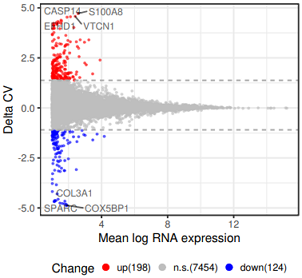 5.0
CASP14
S100A8
VTCN1
2.5
0.0
-2.5
COL3A1
SPARC
COX5BP1
-5.0
4
8
12
Delta CV
Mean log RNA expression
Change
up(198)
n.s.(7454)
down(124)